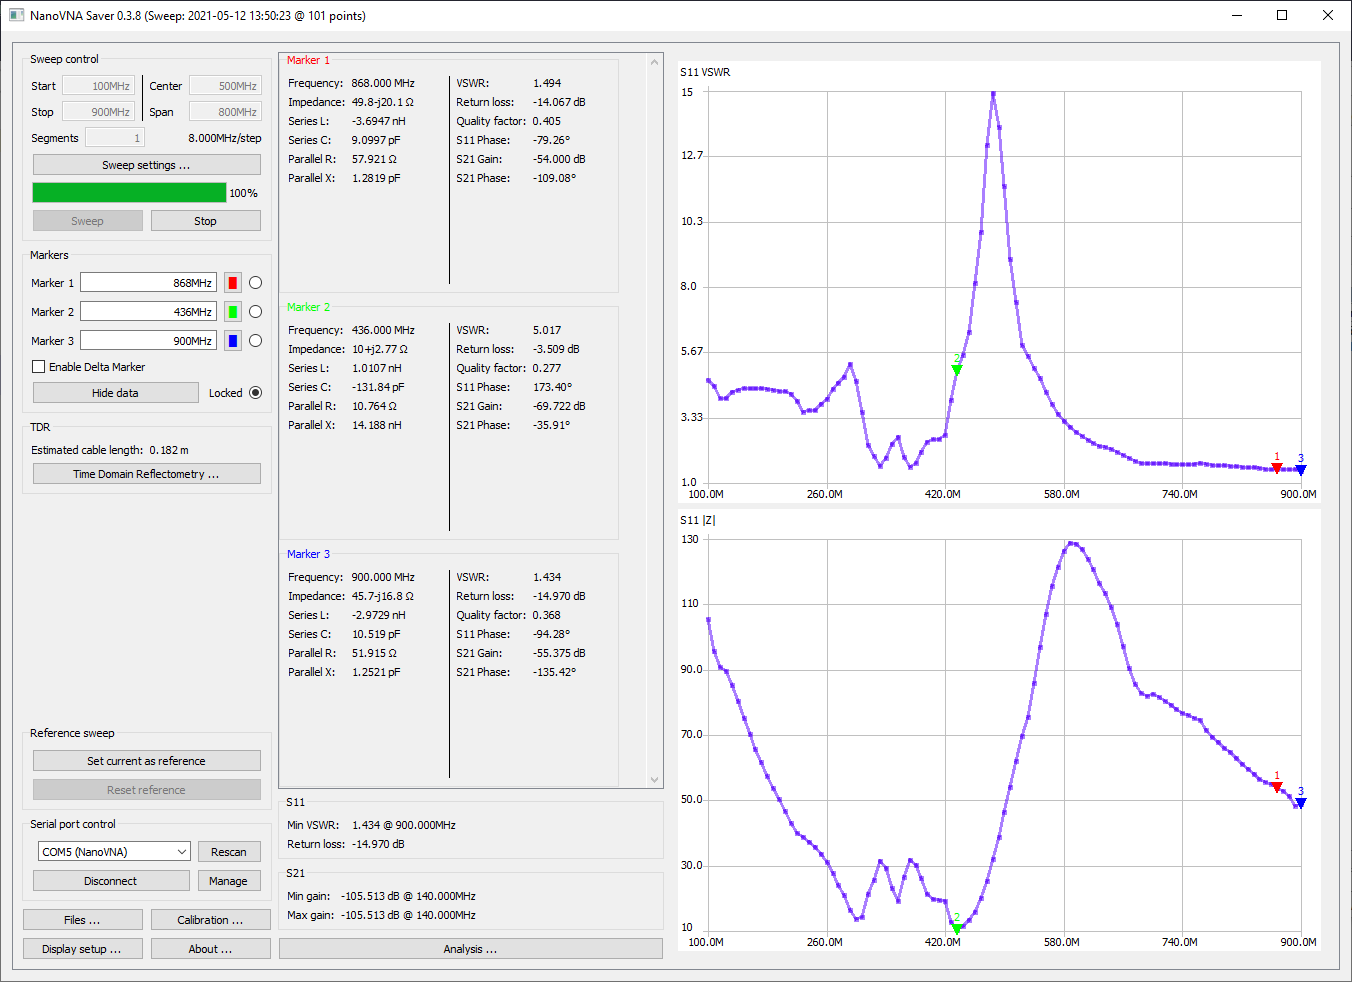 NanoVNA Saver 0.3.8 (Sweep: 2021-05-12 13:50:23 @ 101 points)
Sweep control
Start 100MHz Center 500MHz
Stop 900MHz Span 800MHz
Segments 1 8.000MHz/step
Sweep settings ...
100%
Sweep Stop
Markers
Marker 1 868MHz
Marker 2 436MHz
Marker 3 900MHz
Enable Delta Marker
Hide data Locked
TDR
Estimated cable length: 0.182 m
Time Domain Reflectometry ...
Reference sweep
Set current as reference
Reset reference
Serial port control
COM5 (NanoVNA) Rescan
Disconnect Manage
Files ... Calibration ...
Display setup ... About ...
Marker 1
Frequency: 868.000 MHz VSWR: 1.494
Impedance: 49.8-j20.1 Ω Return loss: -14.067 dB
Series L: -3.6947 nH Quality factor: 0.405
Series C: 9.0997 pF S11 Phase: -79.26°
Parallel R: 57.921 Ω S21 Gain: -54.000 dB
Parallel X: 1.2819 pF S21 Phase: -109.08°
Marker 2
Frequency: 436.000 MHz VSWR: 5.017
Impedance: 10+j2.77 Ω Return loss: -3.509 dB
Series L: 1.0107 nH Quality factor: 0.277
Series C: -131.84 pF S11 Phase: 173.40°
Parallel R: 10.764 Ω S21 Gain: -69.722 dB
Parallel X: 14.188 nH S21 Phase: -35.91°
Marker 3
Frequency: 900.000 MHz VSWR: 1.434
Impedance: 45.7-j16.8 Ω Return loss: -14.970 dB
Series L: -2.9729 nH Quality factor: 0.368
Series C: 10.519 pF S11 Phase: -94.28°
Parallel R: 51.915 Ω S21 Gain: -55.375 dB
Parallel X: 1.2521 pF S21 Phase: -135.42°
S11
Min VSWR: 1.434 @ 900.000MHz
Return loss: -14.970 dB
S21
Min gain: -105.513 dB @ 140.000MHz
Max gain: -105.513 dB @ 140.000MHz
Analysis ...
S11 VSWR
15
12.7
10.3
8.0
5.67
2
3.33
1 3
1.0
100.0M 260.0M 420.0M 580.0M 740.0M 900.0M
S11 |Z|
130
110
90.0
70.0
1
50.0 3
30.0
2
10
100.0M 260.0M 420.0M 580.0M 740.0M 900.0M